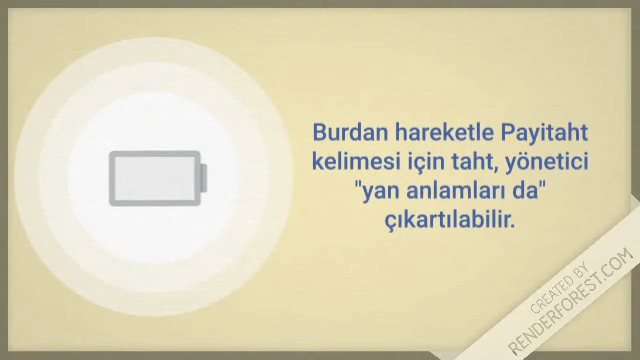 Burdan hareketle Payitaht
kelimesi için taht, yönetici
"yan anlamları da"
çıkartılabilir.
CREATED BY
RENDERFOREST.COM